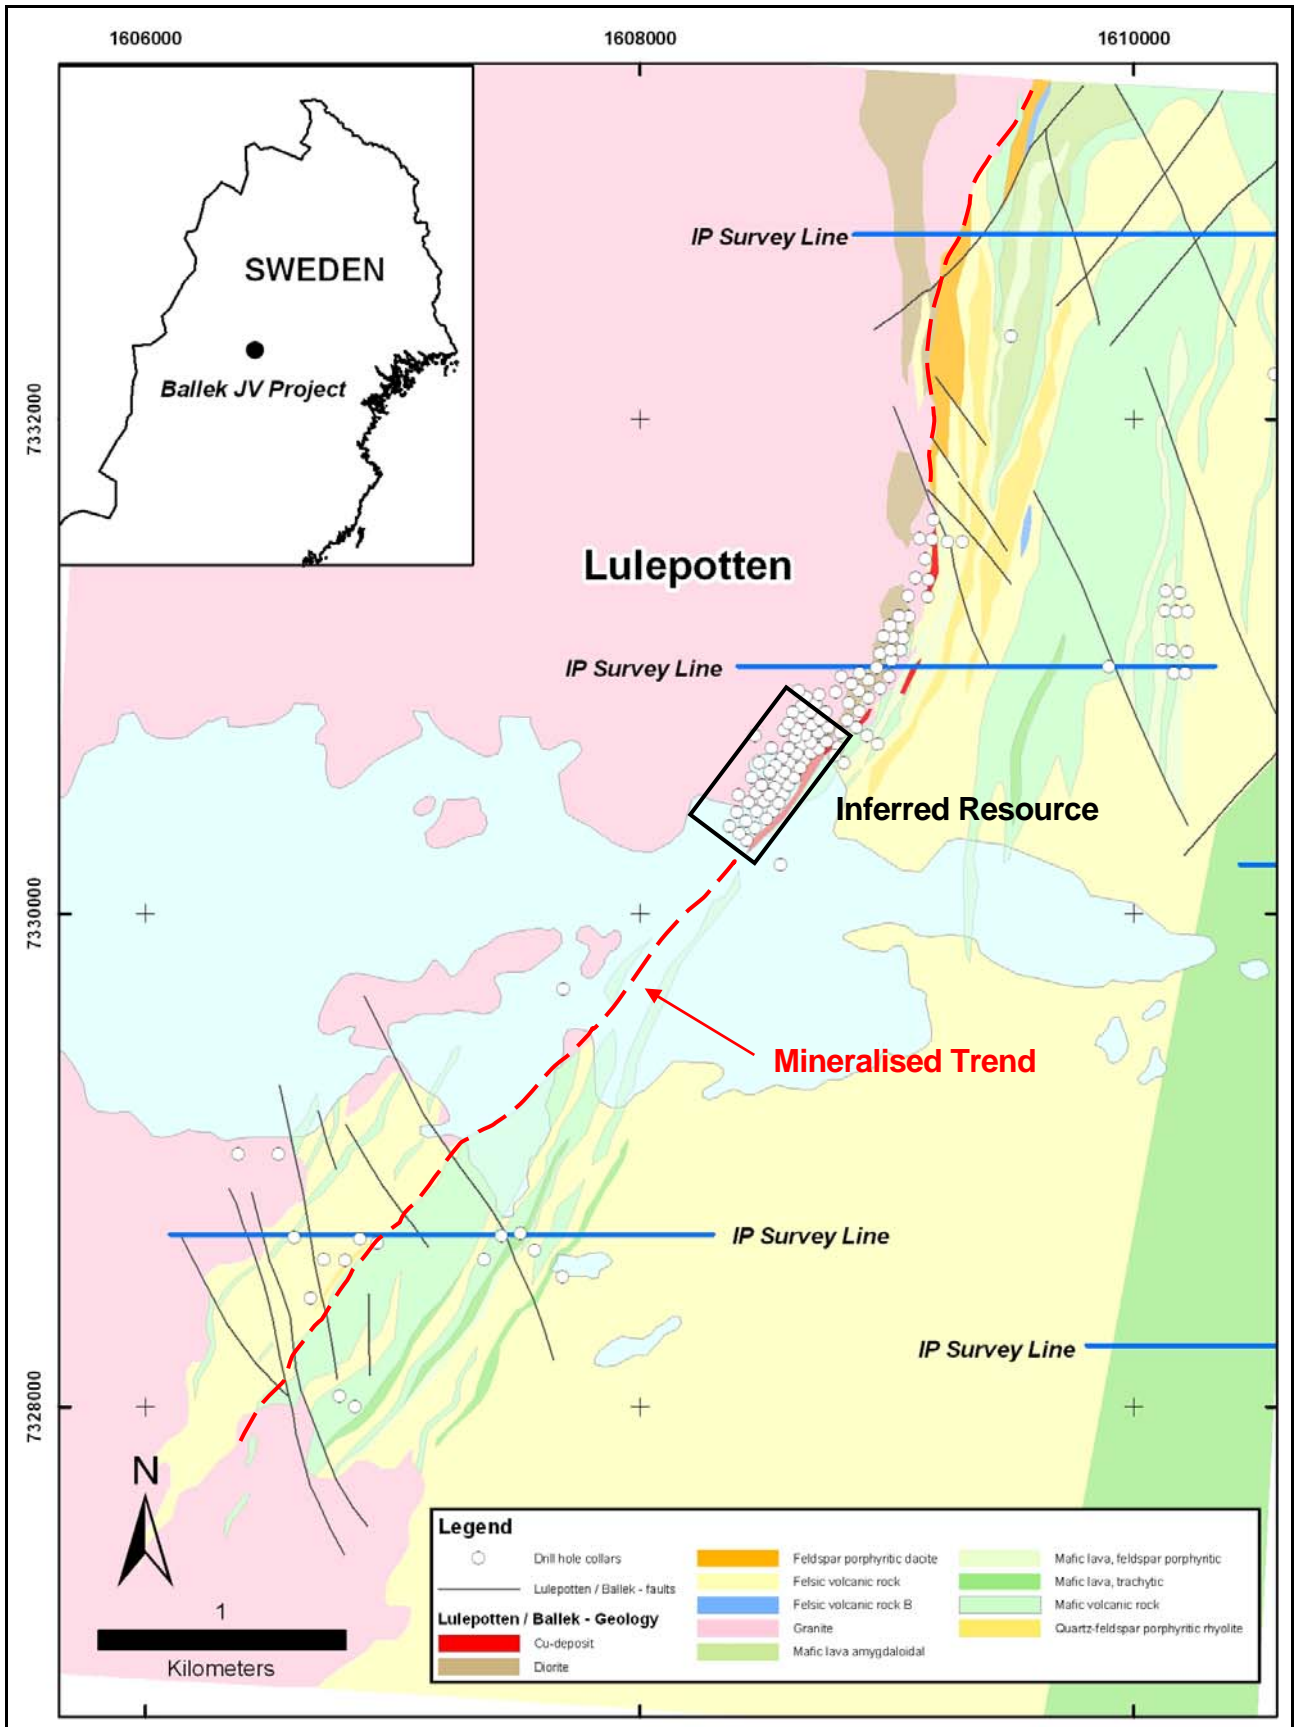 1606000
1608000
1610000
SWEDEN
Ballek JV Project
IP Survey Line
7332000
Lulepotten
IP Survey Line
Inferred Resource
7330000
Mineralised Trend
IP Survey Line
IP Survey Line
7328000
N
1
Kilometers
Legend
Drill hole collars
Lulepotten / Ballek - faults
Lulepotten / Ballek - Geology
Cu-deposit
Diorite
Feldspar porphyritic dacite
Felsic volcanic rock
Felsic volcanic rock B
Granite
Mafic lava amygdaloidal
Mafic lava, feldspar porphyritic
Mafic lava, trachytic
Mafic volcanic rock
Quartz-feldspar porphyritic rhyolite